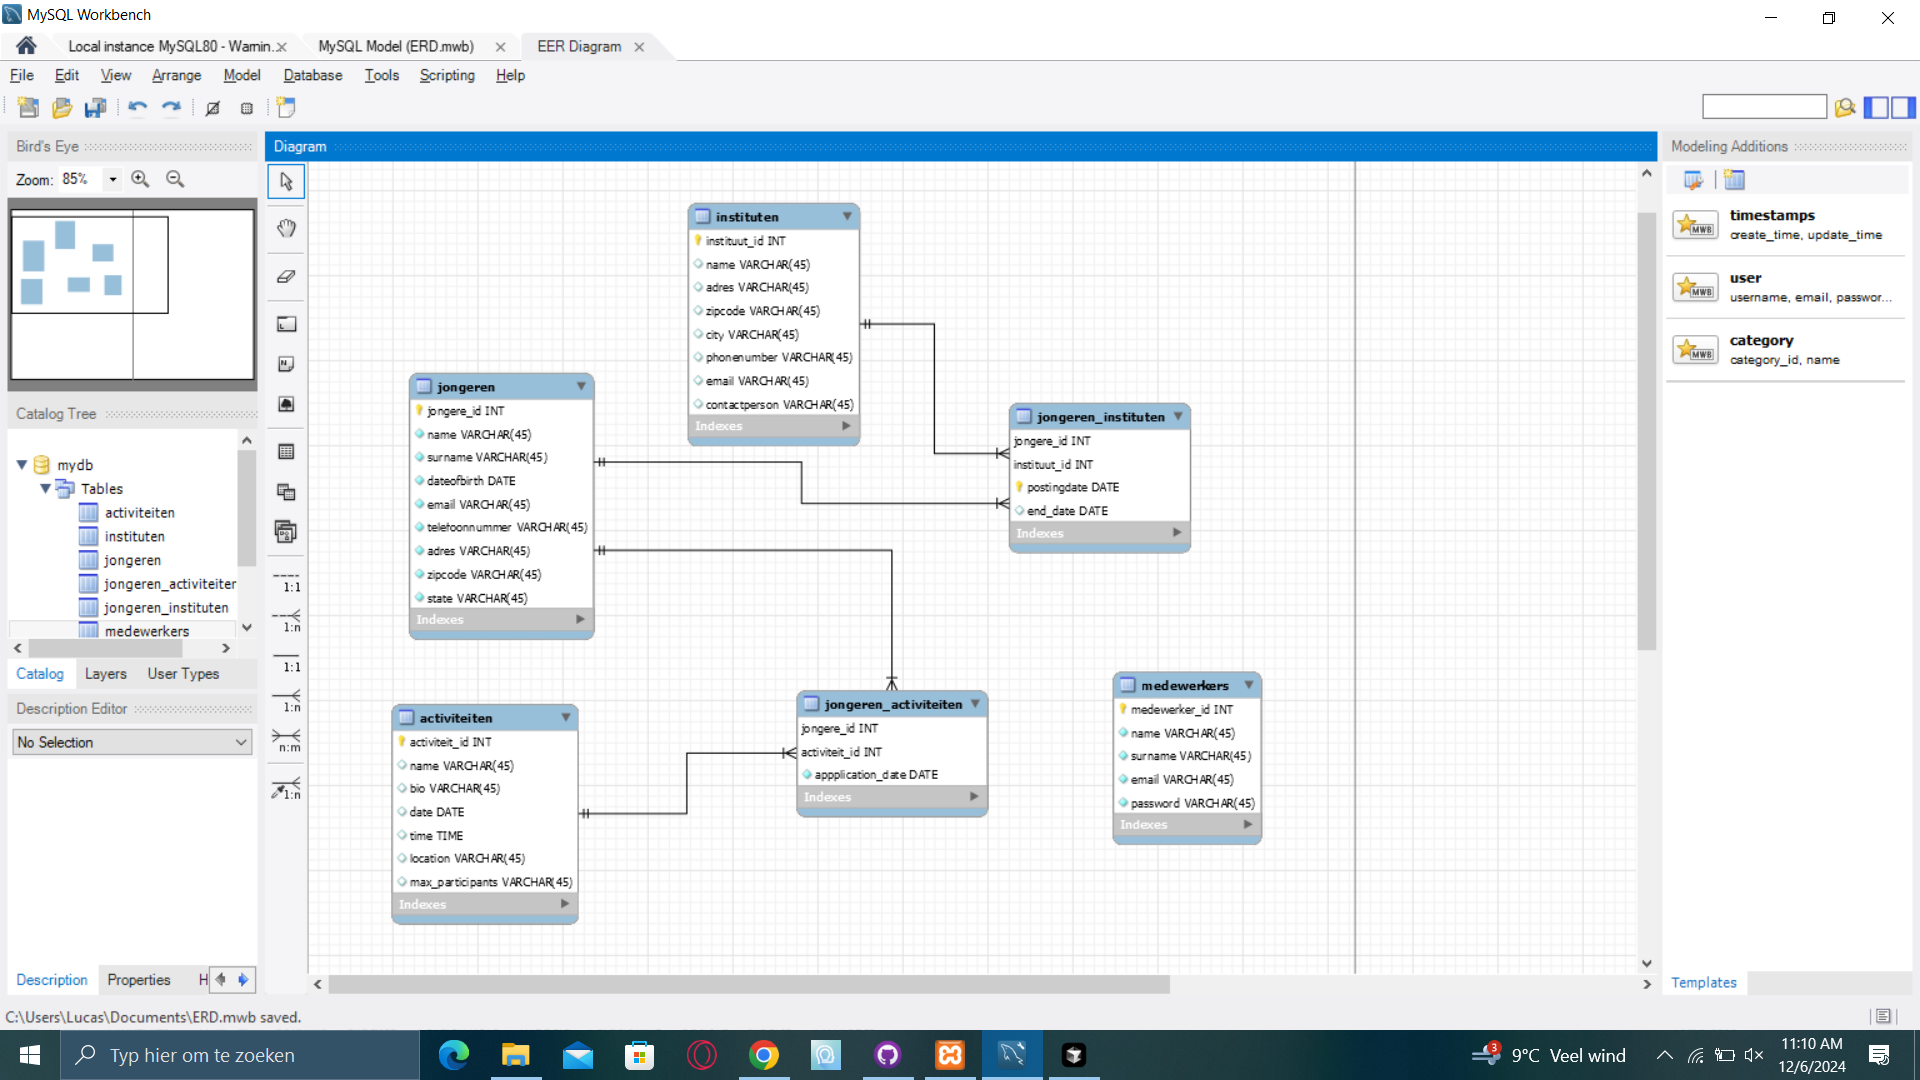 MySQL Workbench
Local instance MySQL80 - Warnin... MySQL Model (ERD.mwb) EER Diagram
File Edit View Arrange Model Database Tools Scripting Help
Bird's Eye
Zoom: 85%
Catalog Tree
mydb
Tables
activiteiten
instituten
jongeren
jongeren_activiteiter
jongeren_instituten
medewerkers
Catalog Layers User Types
Description Editor
No Selection
Description Properties H
Diagram
1:1
1:n
1:1
1:n
n:m
1:n
instituten
instituut_id INT
name VARCHAR(45)
adres VARCHAR(45)
zipcode VARCHAR(45)
city VARCHAR(45)
phonenumber VARCHAR(45)
email VARCHAR(45)
contactperson VARCHAR(45)
Indexes
jongeren
jongere_id INT
name VARCHAR(45)
surname VARCHAR(45)
dateofbirth DATE
email VARCHAR(45)
telefoonnummer VARCHAR(45)
adres VARCHAR(45)
zipcode VARCHAR(45)
state VARCHAR(45)
Indexes
jongeren_instituten
jongere_id INT
instituut_id INT
postingdate DATE
end_date DATE
Indexes
activiteiten
activiteit_id INT
name VARCHAR(45)
bio VARCHAR(45)
date DATE
time TIME
location VARCHAR(45)
max_participants VARCHAR(45)
Indexes
jongeren_activiteiten
jongere_id INT
activiteit_id INT
appplication_date DATE
Indexes
medewerkers
medewerker_id INT
name VARCHAR(45)
surname VARCHAR(45)
email VARCHAR(45)
password VARCHAR(45)
Indexes
Modeling Additions
MWB
timestamps
create_time, update_time
MWB
user
username, email, passwor...
MWB
category
category_id, name
Templates
C:\Users\Lucas\Documents\ERD.mwb saved.
Typ hier om te zoeken
3
9°C Veel wind
11:10 AM
12/6/2024